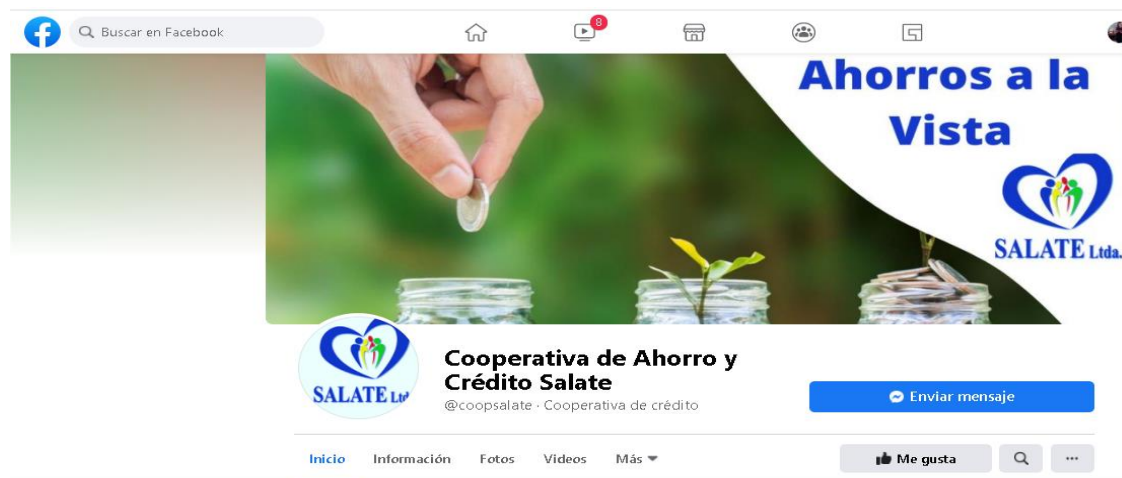 Buscar en Facebook
8
Ahorros a la
Vista
SALATE Ltda.
SALATE Ltd
Cooperativa de Ahorro y
Crédito Salate
@coopsalate · Cooperativa de crédito
Enviar mensaje
Inicio Información Fotos Videos Más
Me gusta